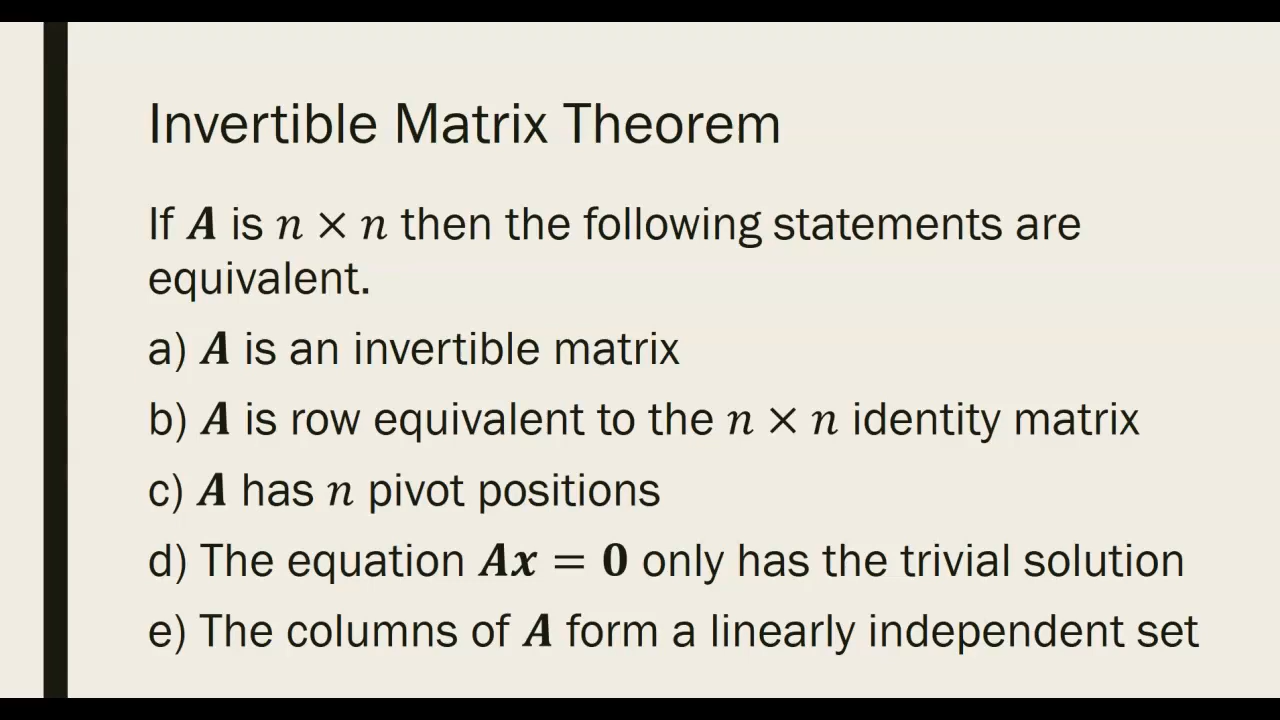 Invertible Matrix Theorem
If A is n × n then the following statements are
equivalent.
a) A is an invertible matrix
b) A is row equivalent to the n × n identity matrix
c) A has n pivot positions
d) The equation Ax = 0 only has the trivial solution
e) The columns of A form a linearly independent set